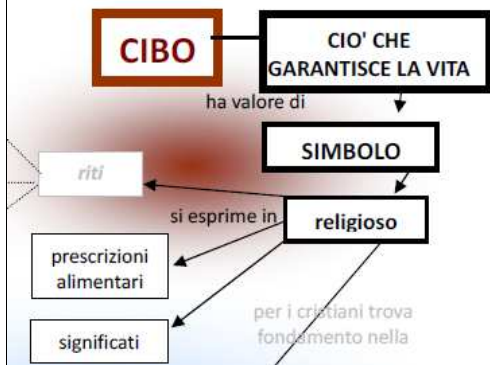 CIBO
CIO' CHE
GARANTISCE LA VITA
ha valore di
SIMBOLO
riti
si esprime in
religioso
prescrizioni
alimentari
per i cristiani trova
fondamento nella
significati